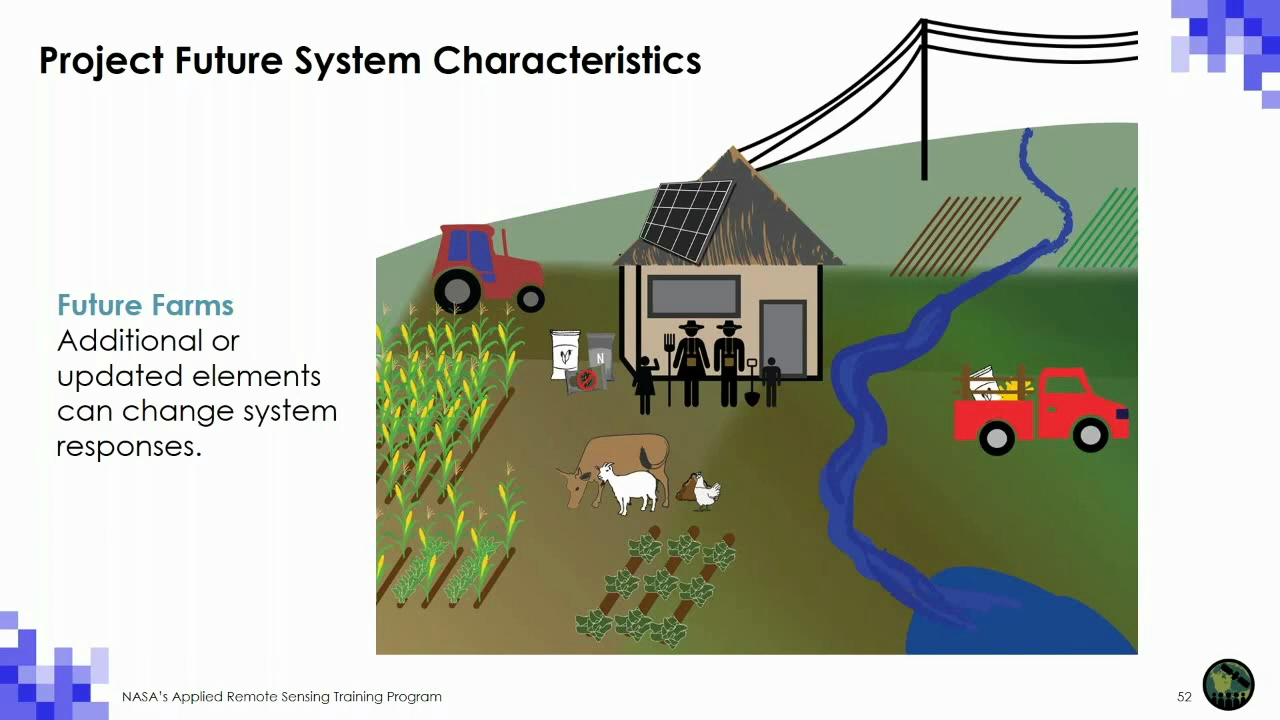 Project Future System Characteristics
Future Farms
Additional or
updated elements
can change system
responses.
N
NASA's Applied Remote Sensing Training Program
52